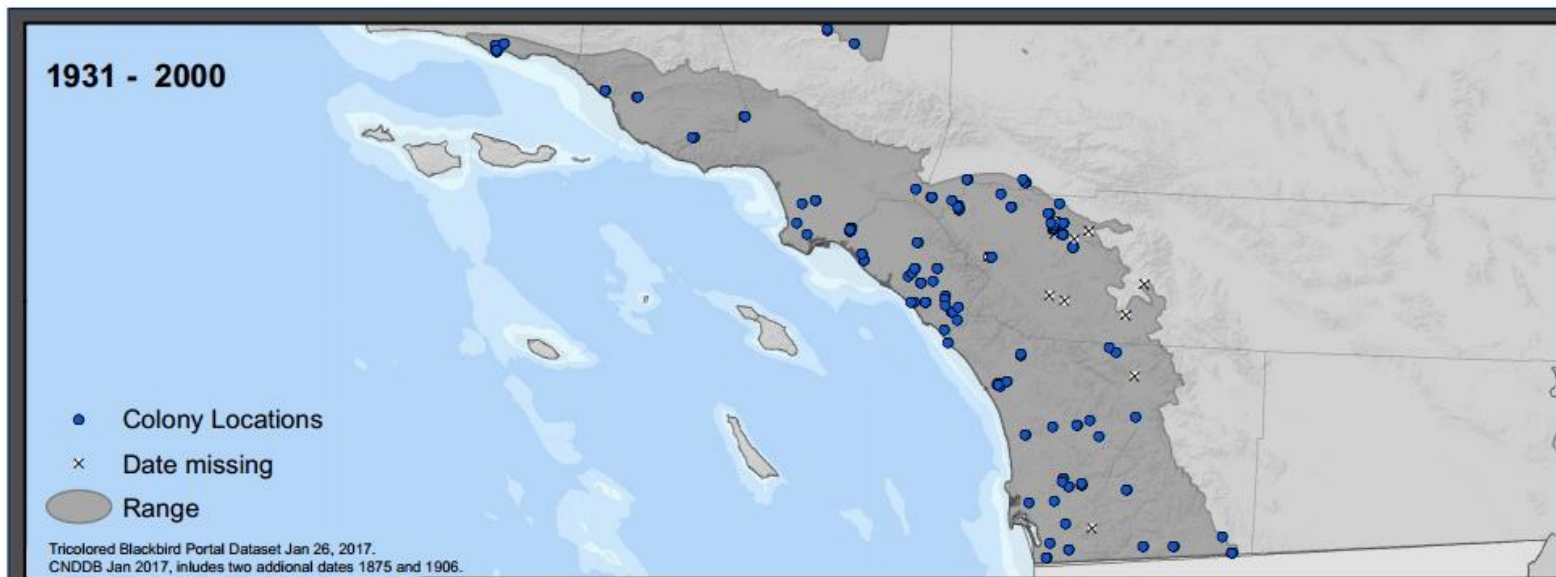 1931 - 2000
Colony Locations
Date missing
Range
Tricolored Blackbird Portal Dataset Jan 26, 2017.
CNDDB Jan 2017, inludes two addional dates 1875 and 1906.